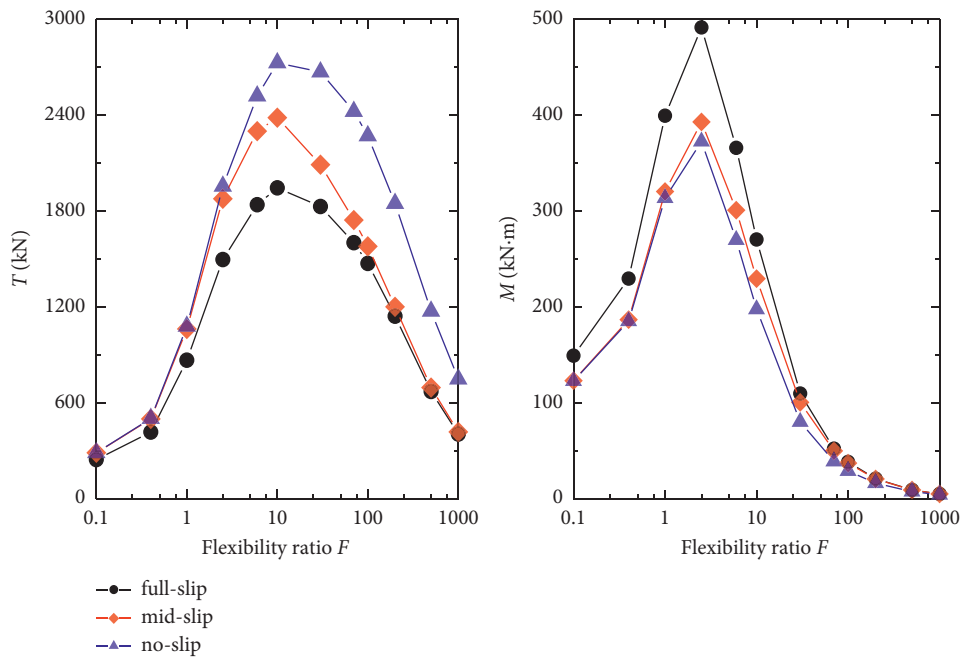 T (kN)
3000
2400
1800
1200
600
0
0.1 1 10 100 1000
Flexibility ratio F
M (kN·m)
500
400
300
200
100
0
0.1 1 10 100 1000
Flexibility ratio F
full-slip
mid-slip
no-slip